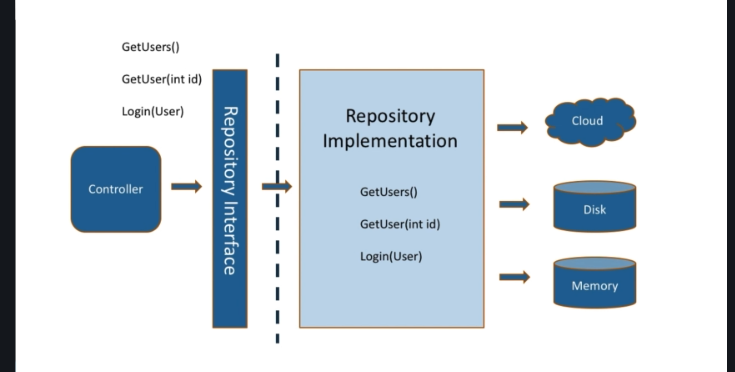 GetUsers()
GetUser(int id)
Login(User)
Controller
Repository Interface
Repository
Implementation
GetUsers()
GetUser(int id)
Login(User)
Cloud
Disk
Memory